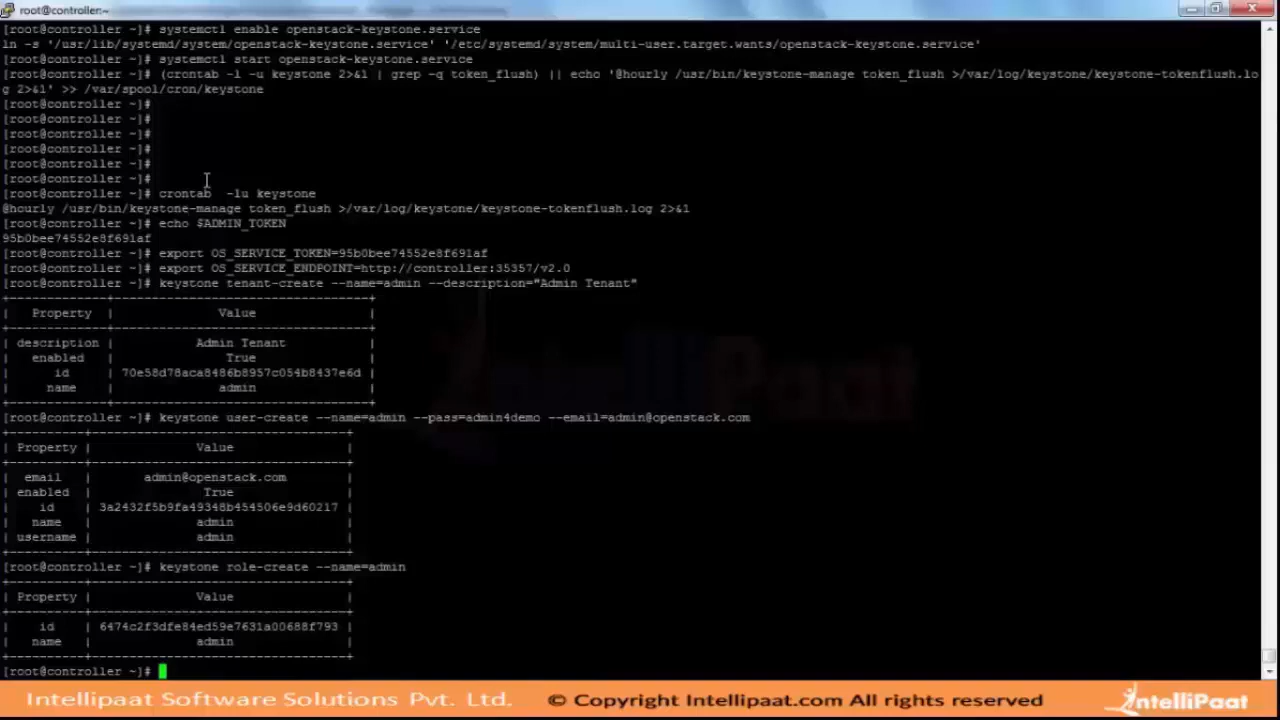 root@controller:~
[root@controller ~]# systemctl enable openstack-keystone.service
ln -s '/usr/lib/systemd/system/openstack-keystone.service' '/etc/systemd/system/multi-user.target.wants/openstack-keystone.service'
[root@controller ~]# systemctl start openstack-keystone.service
[root@controller ~]# (crontab -l -u keystone 2>&1 | grep -q token_flush) || echo '@hourly /usr/bin/keystone-manage token_flush >/var/log/keystone/keystone-tokenflush.lo
g 2>&1' >> /var/spool/cron/keystone
[root@controller ~]#
[root@controller ~]#
[root@controller ~]#
[root@controller ~]#
[root@controller ~]#
[root@controller ~]#
[root@controller ~]# crontab -lu keystone
@hourly /usr/bin/keystone-manage token_flush >/var/log/keystone/keystone-tokenflush.log 2>&1
[root@controller ~]# echo $ADMIN_TOKEN
95b0bee74552e8f691af
[root@controller ~]# export OS_SERVICE_TOKEN=95b0bee74552e8f691af
[root@controller ~]# export OS_SERVICE_ENDPOINT=http://controller:35357/v2.0
[root@controller ~]# keystone tenant-create --name=admin --description="Admin Tenant"
+-------------+----------------------------------+
| Property | Value |
+-------------+----------------------------------+
| description | Admin Tenant |
| enabled | True |
| id | 70e58d78aca8486b8957c054b8437e6d |
| name | admin |
+-------------+----------------------------------+
[root@controller ~]# keystone user-create --name=admin --pass=admin4demo --email=admin@openstack.com
+----------+----------------------------------+
| Property | Value |
+----------+----------------------------------+
| email | admin@openstack.com |
| enabled | True |
| id | 3a2432f5b9fa49348b454506e9d60217 |
| name | admin |
| username | admin |
+----------+----------------------------------+
[root@controller ~]# keystone role-create --name=admin
+----------+----------------------------------+
| Property | Value |
+----------+----------------------------------+
| id | 6474c2f3dfe84ed59e7631a00688f793 |
| name | admin |
+----------+----------------------------------+
[root@controller ~]#
Intellipaat Software Solutions Pvt. Ltd. © Copyright Intellipaat.com All rights reserved IntelliPaat